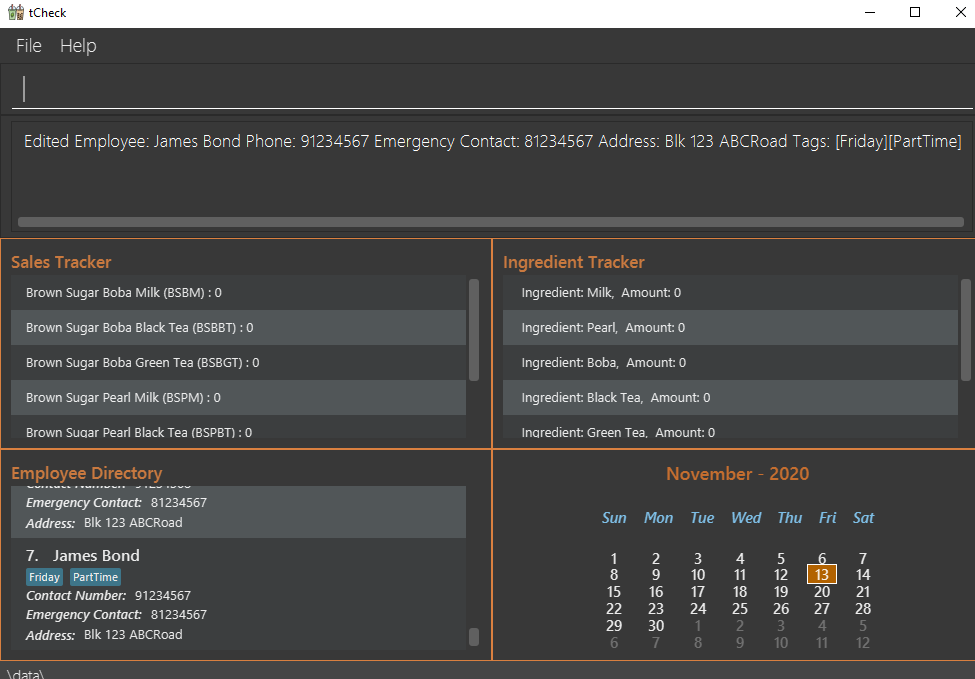 tCheck
File Help
Edited Employee: James Bond Phone: 91234567 Emergency Contact: 81234567 Address: Blk 123 ABCRoad Tags: [Friday][PartTime]
Sales Tracker
Brown Sugar Boba Milk (BSBM) : 0
Brown Sugar Boba Black Tea (BSBBT) : 0
Brown Sugar Boba Green Tea (BSBGT) : 0
Brown Sugar Pearl Milk (BSPM) : 0
Brown Sugar Pearl Black Tea (BSPBT) : 0
Ingredient Tracker
Ingredient: Milk, Amount: 0
Ingredient: Pearl, Amount: 0
Ingredient: Boba, Amount: 0
Ingredient: Black Tea, Amount: 0
Ingredient: Green Tea, Amount: 0
Employee Directory
Contact Number: 91234568
Emergency Contact: 81234567
Address: Blk 123 ABCRoad
7. James Bond
Friday PartTime
Contact Number: 91234567
Emergency Contact: 81234567
Address: Blk 123 ABCRoad
November - 2020
Sun Mon Tue Wed Thu Fri Sat
1 2 3 4 5 6 7
8 9 10 11 12 13 14
15 16 17 18 19 20 21
22 23 24 25 26 27 28
29 30 1 2 3 4 5
6 7 8 9 10 11 12
\data\